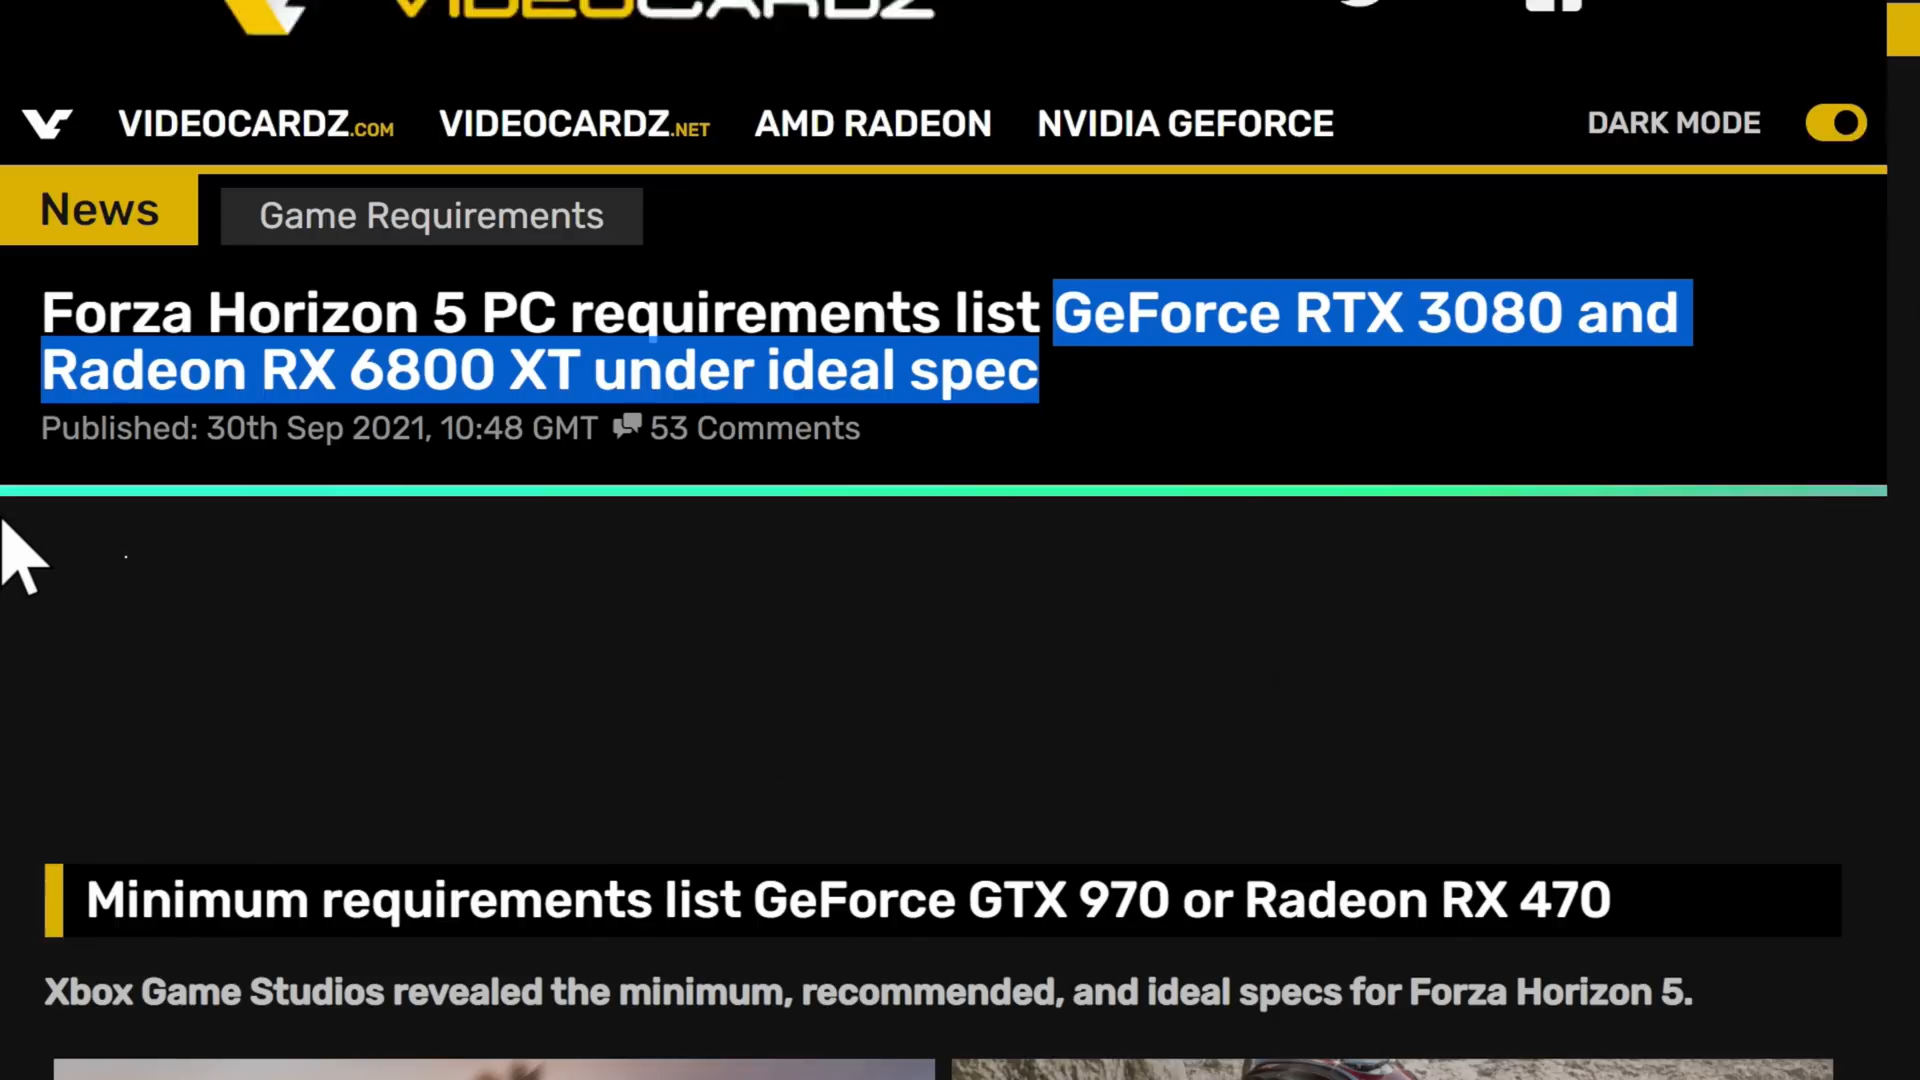 VIDEOCARDZ
VIDEOCARDZ.COM VIDEOCARDZ.NET AMD RADEON NVIDIA GEFORCE DARK MODE
News Game Requirements
Forza Horizon 5 PC requirements list GeForce RTX 3080 and
Radeon RX 6800 XT under ideal spec
Published: 30th Sep 2021, 10:48 GMT 53 Comments
Minimum requirements list GeForce GTX 970 or Radeon RX 470
Xbox Game Studios revealed the minimum, recommended, and ideal specs for Forza Horizon 5.